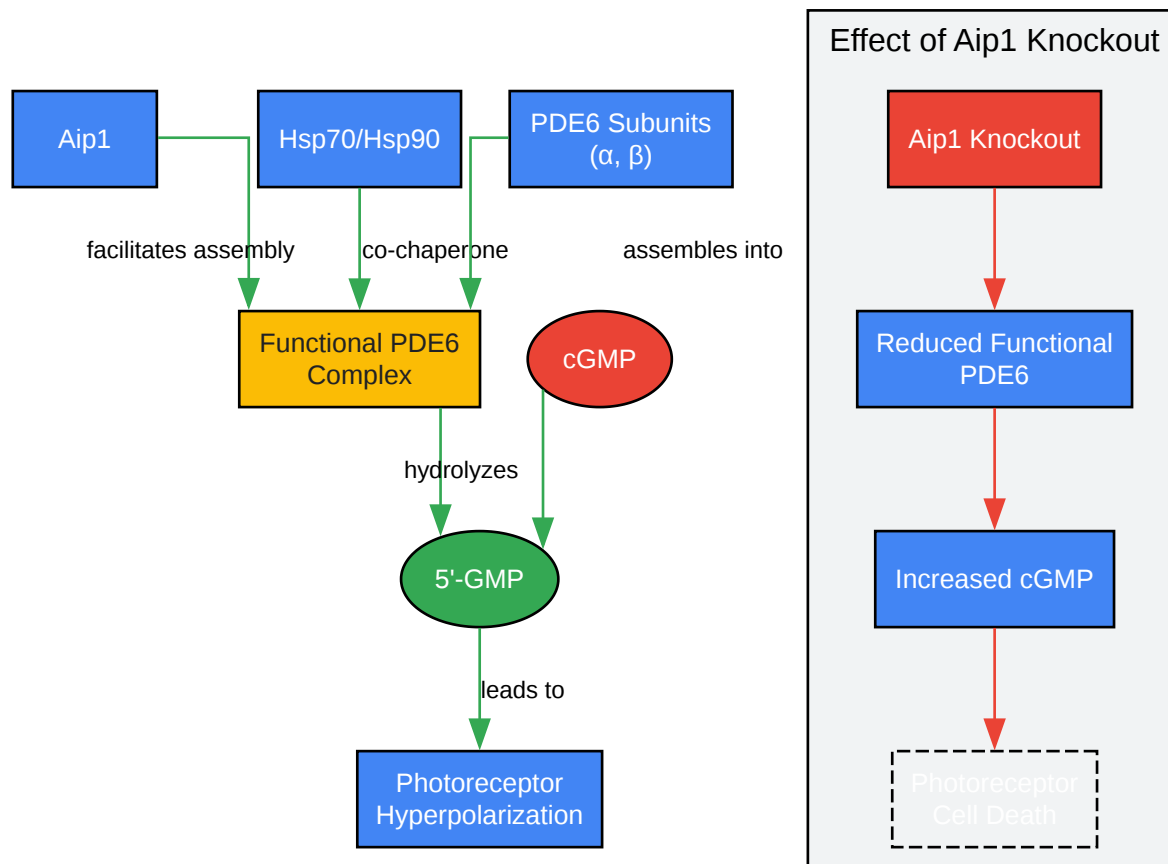 Effect of Aip1 Knockout
Aip1
Hsp70/Hsp90
PDE6 Subunits
(α, β)
Aip1 Knockout
facilitates assembly
co-chaperone
assembles into
Functional PDE6
Complex
cGMP
Reduced Functional
PDE6
hydrolyzes
5'-GMP
Increased cGMP
leads to
Photoreceptor
Hyperpolarization
Photoreceptor
Cell Death